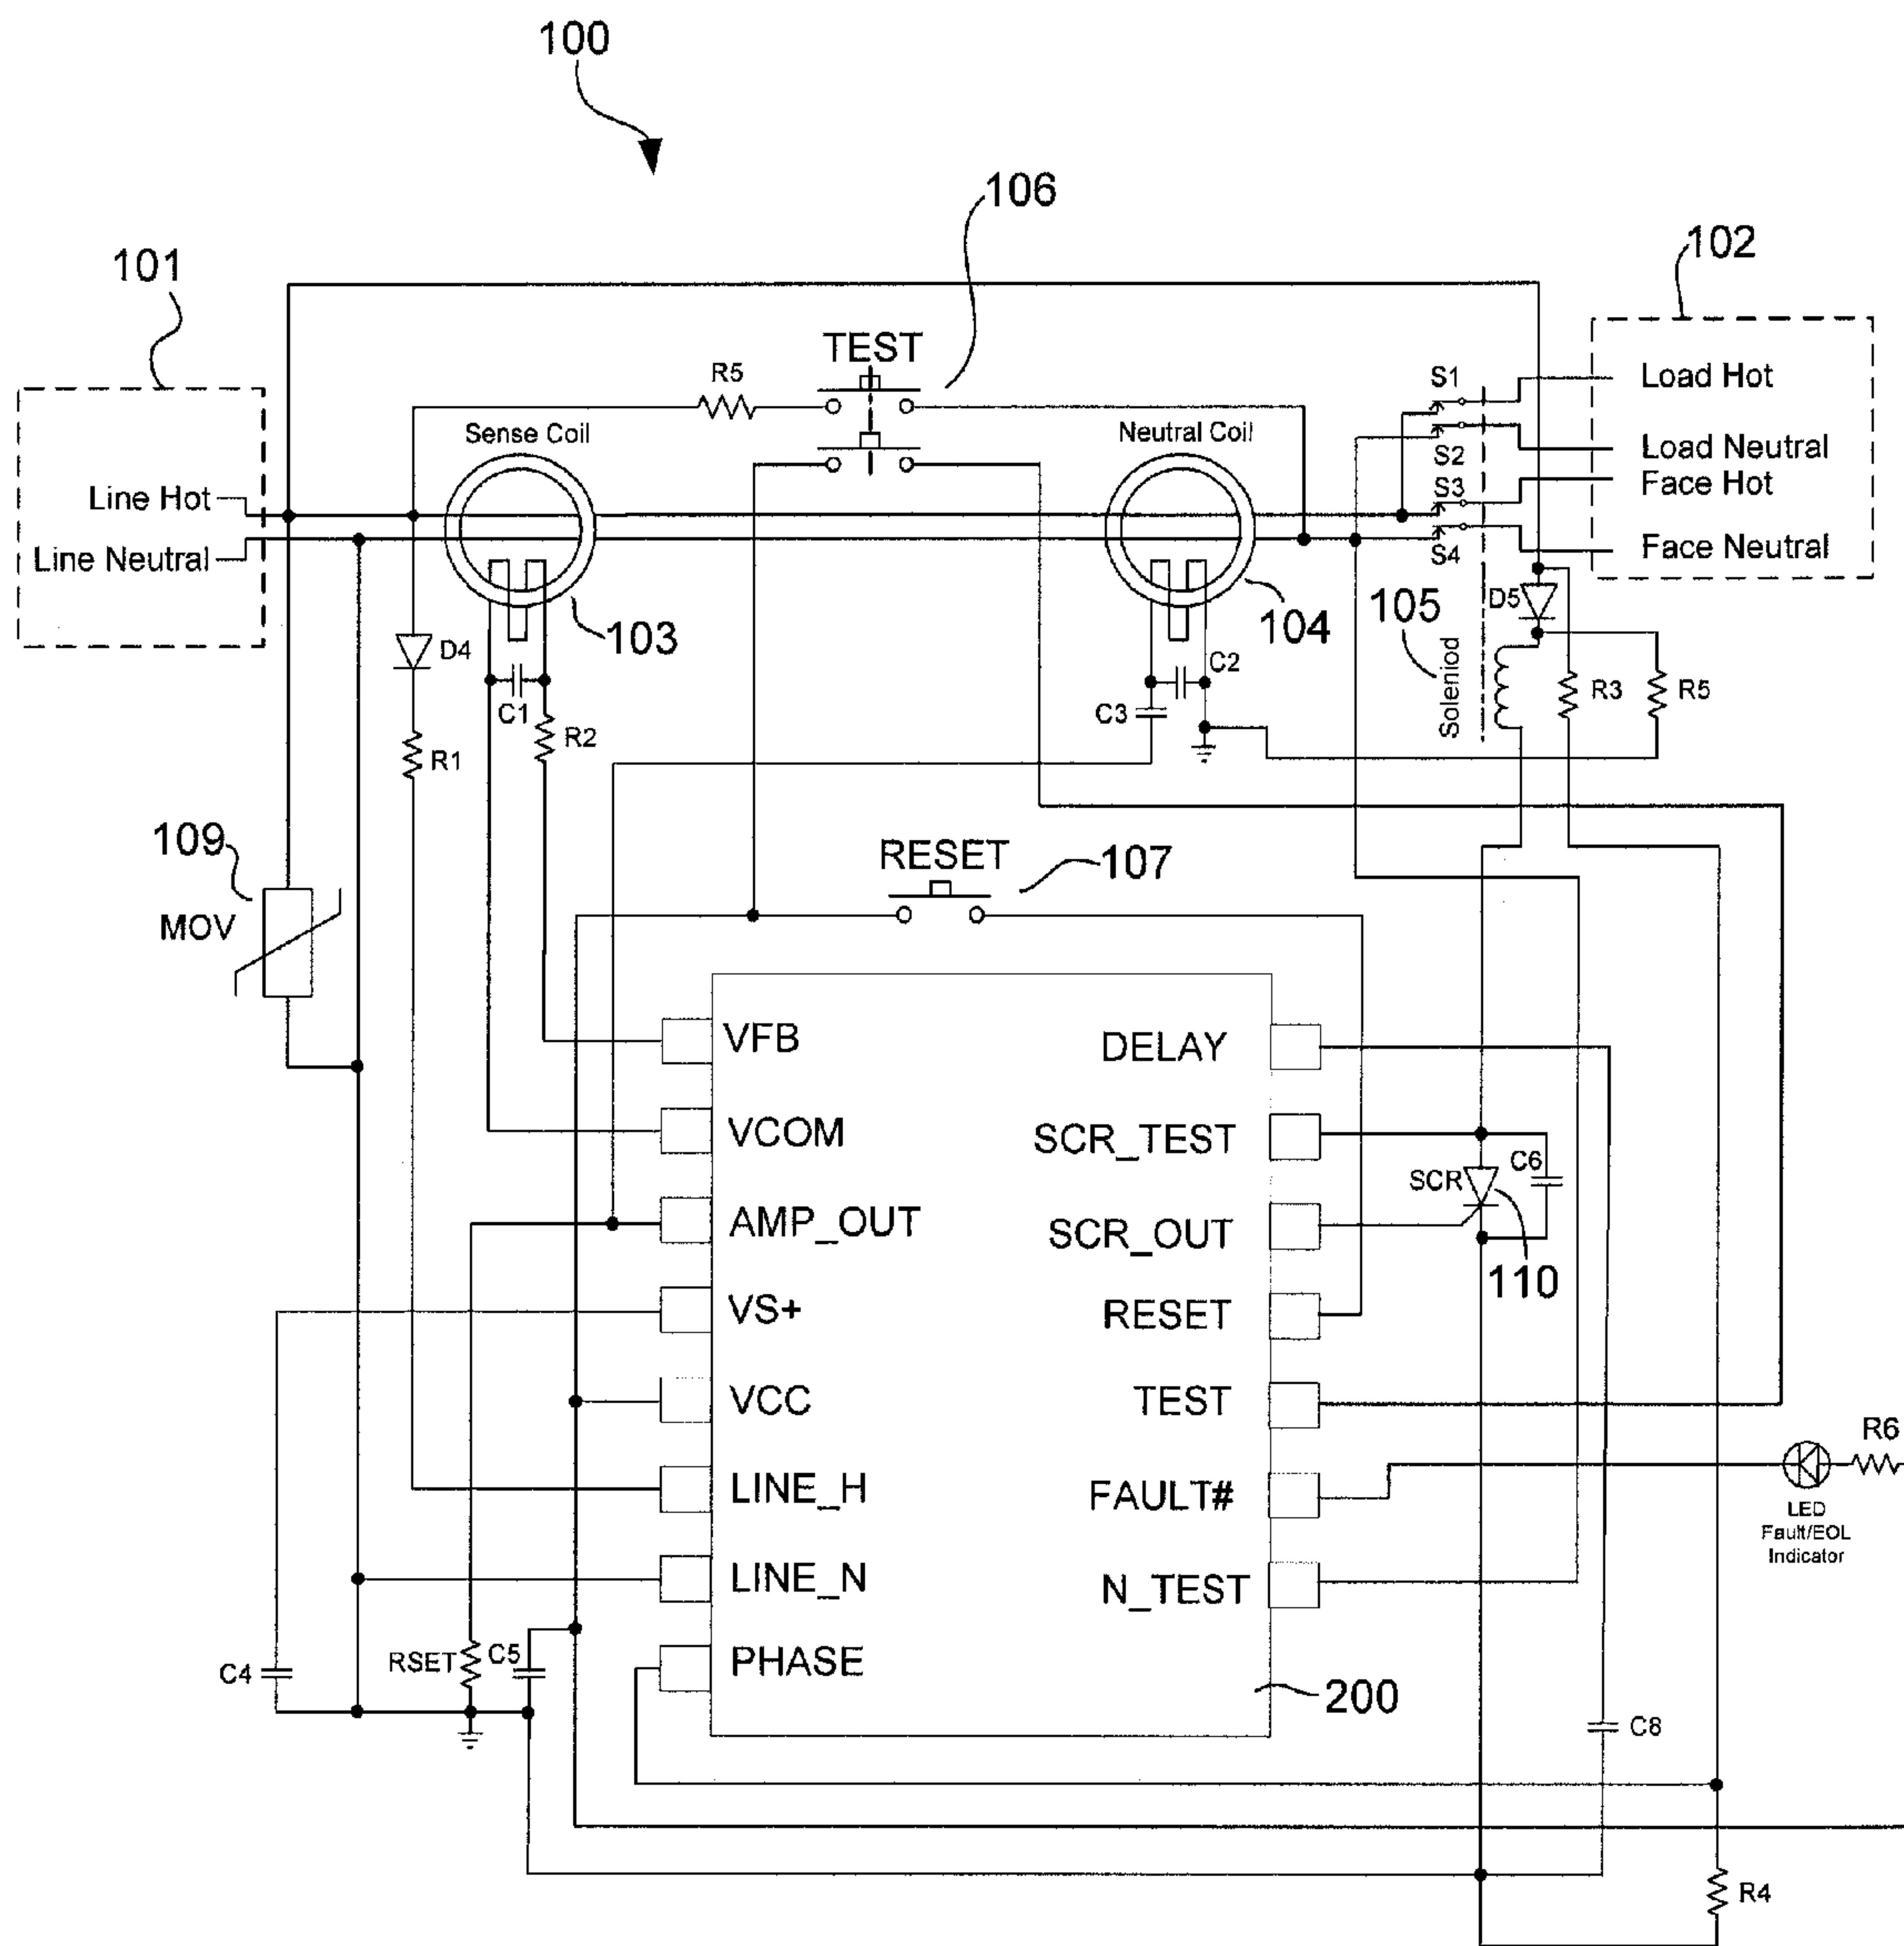 100
106
102
101
TEST
R5
Sense Coil
Neutral Coil
S1
Load Hot
S2
Load Neutral
S3
Face Hot
S4
Face Neutral
Line Hot
Line Neutral
103
104
105
D5
D4
C1
R2
C2
C3
Soleniod
R3
R5
R1
109
MOV
RESET
107
VFB
DELAY
VCOM
SCR_TEST
SCR
C6
AMP_OUT
SCR_OUT
110
VS+
RESET
VCC
TEST
R6
LINE_H
FAULT#
LED
Fault/EOL
Indicator
LINE_N
N_TEST
C4
RSET
C5
PHASE
200
C8
R4